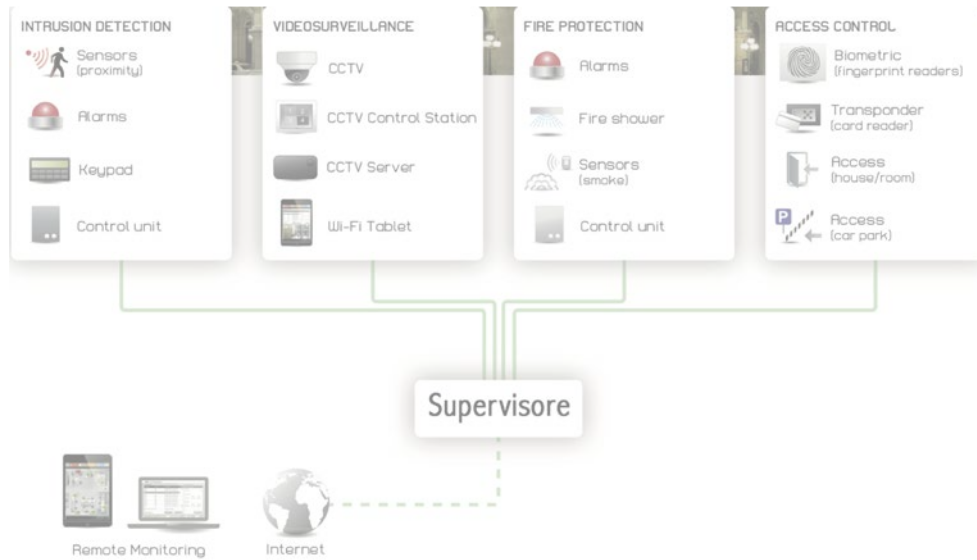 INTRUSION DETECTION
Sensors
(proximity)
Alarms
Keypad
Control unit
VIDEOSURVEILLANCE
CCTV
CCTV Control Station
CCTV Server
Wi-Fi Tablet
FIRE PROTECTION
Alarms
Fire shower
Sensors
(smoke)
Control unit
ACCESS CONTROL
Biometric
(fingerprint readers)
Transponder
(card reader)
Access
(house/room)
P
Access
(car park)
Supervisore
Remote Monitoring
Internet